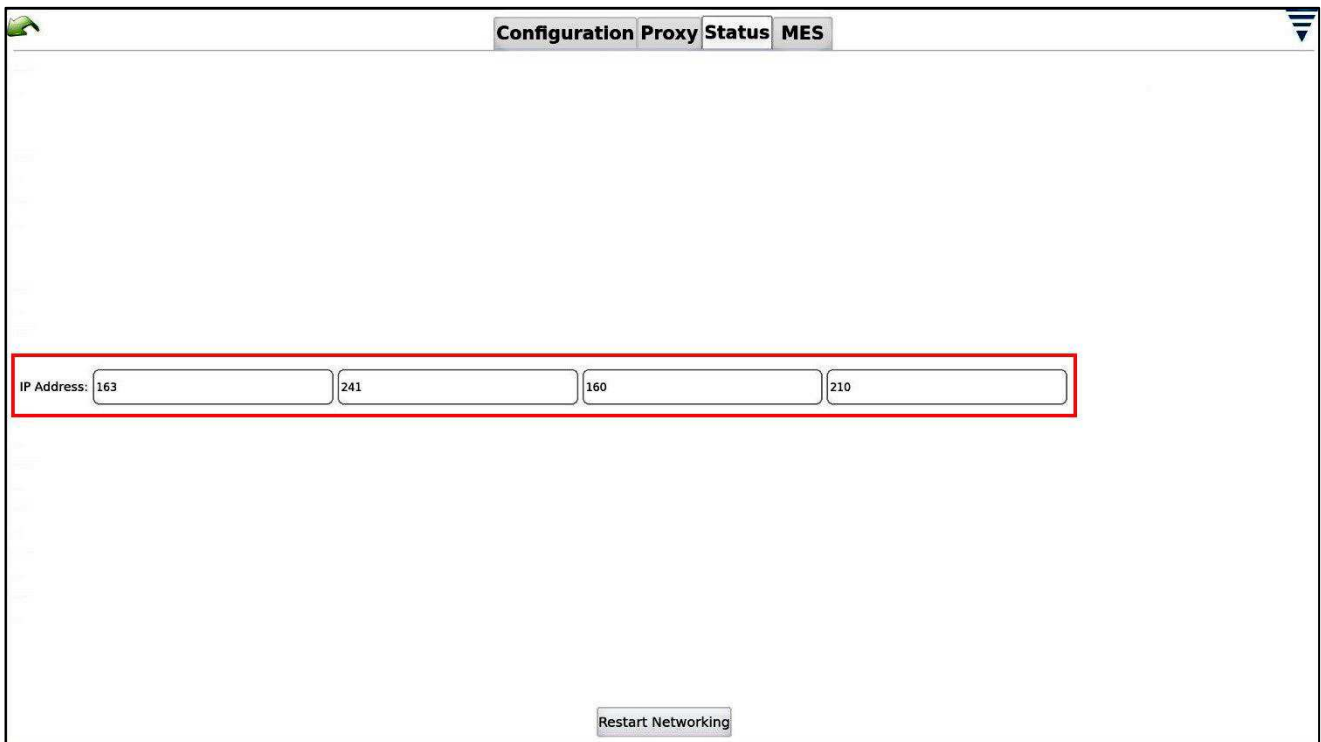 Configuration Proxy Status MES
IP Address: 163 241 160 210
Restart Networking